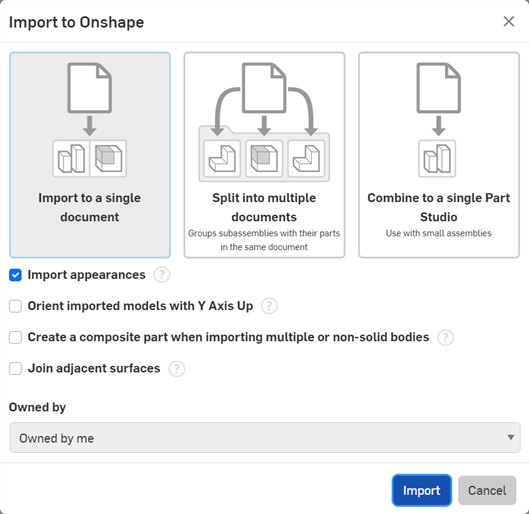 Import to Onshape
Import to a single
document
Split into multiple
documents
Groups subassemblies with their parts
in the same document
Combine to a single Part
Studio
Use with small assemblies
Import appearances ?
Orient imported models with Y Axis Up ?
Create a composite part when importing multiple or non-solid bodies ?
Join adjacent surfaces ?
Owned by
Owned by me
Import Cancel